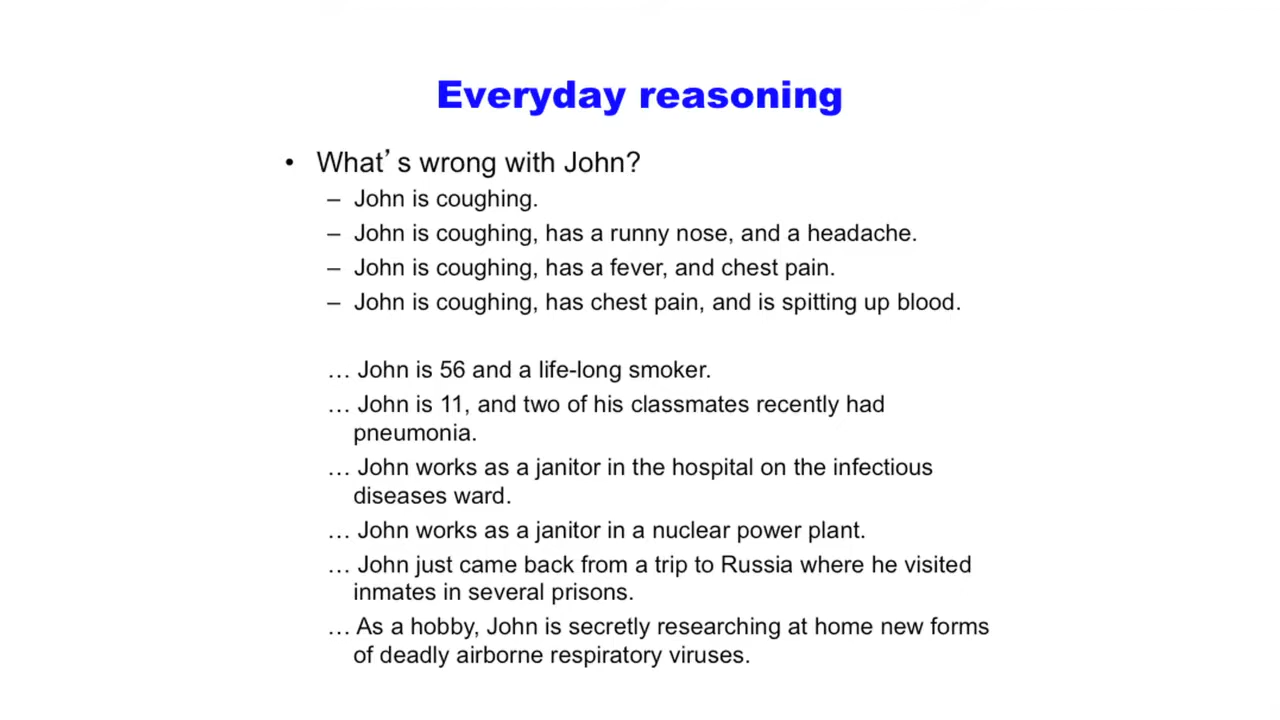 Everyday reasoning
• What’s wrong with John?
– John is coughing.
– John is coughing, has a runny nose, and a headache.
– John is coughing, has a fever, and chest pain.
– John is coughing, has chest pain, and is spitting up blood.
… John is 56 and a life-long smoker.
… John is 11, and two of his classmates recently had
pneumonia.
… John works as a janitor in the hospital on the infectious
diseases ward.
… John works as a janitor in a nuclear power plant.
… John just came back from a trip to Russia where he visited
inmates in several prisons.
… As a hobby, John is secretly researching at home new forms
of deadly airborne respiratory viruses.